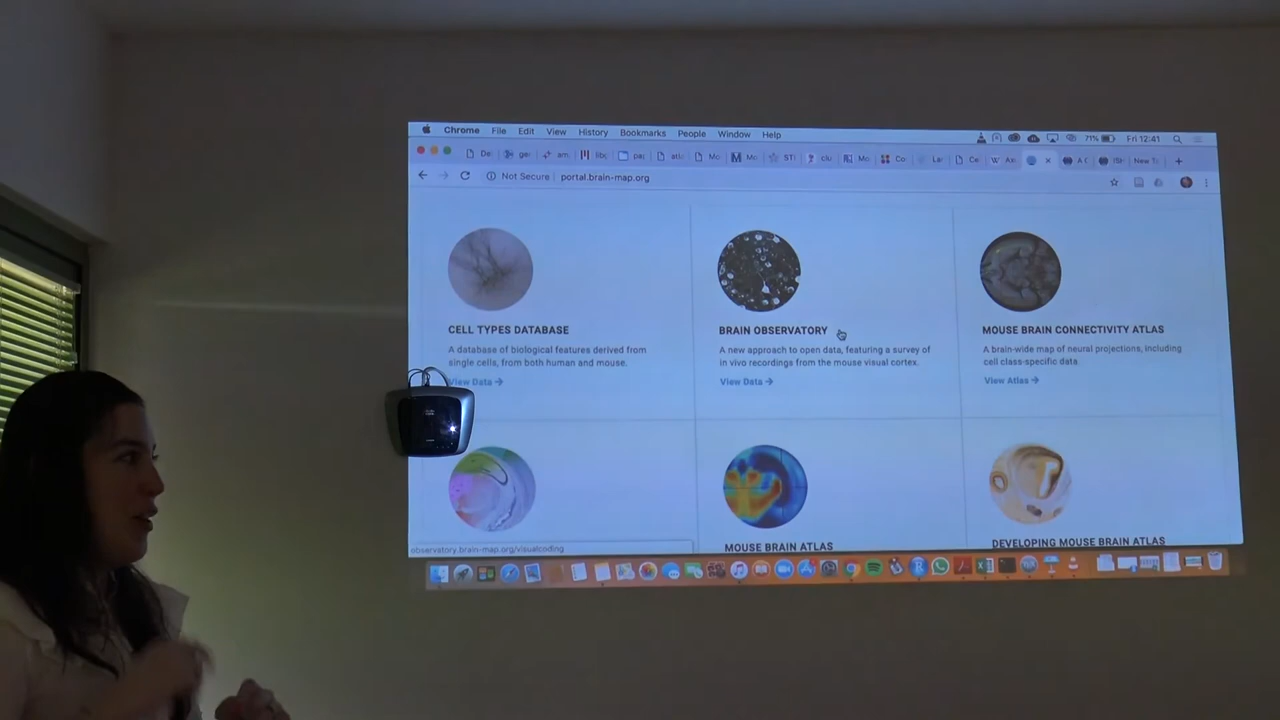 Chrome File Edit View History Bookmarks People Window Help
71% Fri 12:41
New T
Not Secure portal.brain-map.org
CELL TYPES DATABASE
A database of biological features derived from
single cells, from both human and mouse.
View Data →
BRAIN OBSERVATORY
A new approach to open data, featuring a survey of
in vivo recordings from the mouse visual cortex.
View Data →
MOUSE BRAIN CONNECTIVITY ATLAS
A brain-wide map of neural projections, including
cell class-specific data
View Atlas →
MOUSE BRAIN ATLAS
DEVELOPING MOUSE BRAIN ATLAS
observatory.brain-map.org/visualcoding